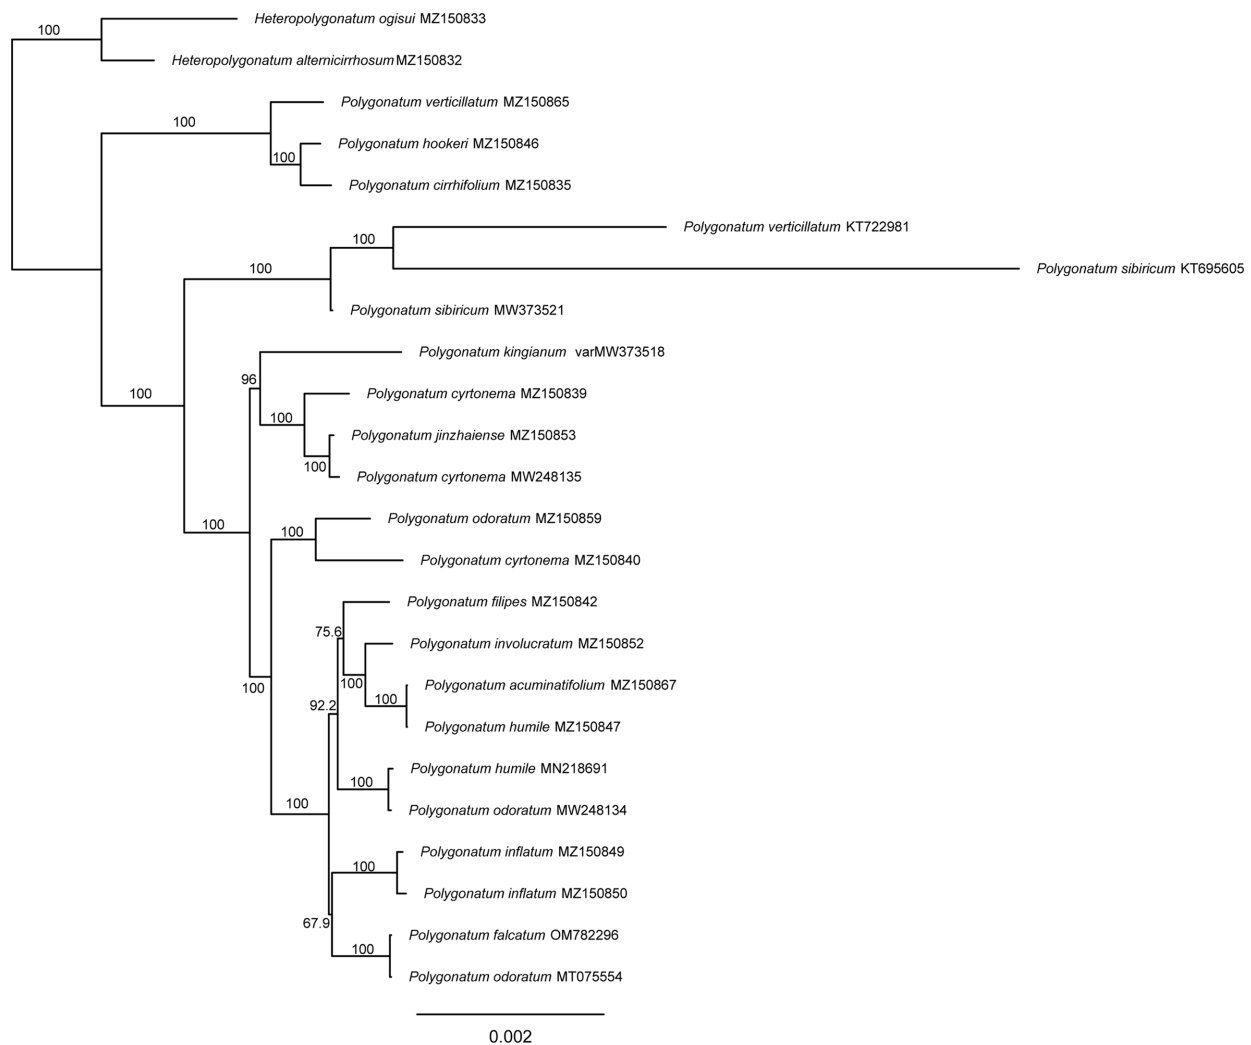 Heteropolygonatum ogisui MZ150833
100
Heteropolygonatum alternicirrhosum MZ150832
Polygonatum verticillatum MZ150865
100
Polygonatum hookeri MZ150846
100
Polygonatum cirrhifolium MZ150835
Polygonatum verticillatum KT722981
100
100
Polygonatum sibiricum KT695605
Polygonatum sibiricum MW373521
Polygonatum kingianum varMW373518
96
100
Polygonatum cyrtonema MZ150839
100
Polygonatum jinzhaiense MZ150853
100
Polygonatum cyrtonema MW248135
Polygonatum odoratum MZ150859
100
100
Polygonatum cyrtonema MZ150840
Polygonatum filipes MZ150842
75.6
Polygonatum involucratum MZ150852
100
Polygonatum acuminatifolium MZ150867
100
100
92.2
Polygonatum humile MZ150847
Polygonatum humile MN218691
100
100
Polygonatum odoratum MW248134
Polygonatum inflatum MZ150849
100
Polygonatum inflatum MZ150850
67.9
Polygonatum falcatum OM782296
100
Polygonatum odoratum MT075554
0.002